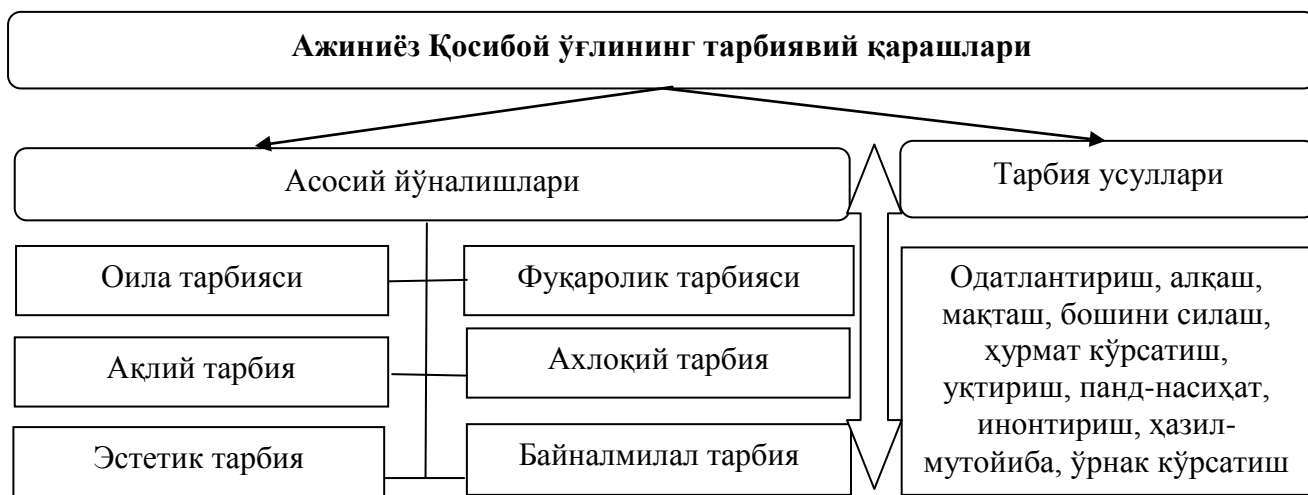 Ажиниёз Қосибой ўғлининг тарбиявий қарашлари
Асосий йўналишлари
Тарбия усуллари
Оила тарбияси
Фуқаролик тарбияси
Ақлий тарбия
Ахлоқий тарбия
Эстетик тарбия
Байналмилал тарбия
Одатлантириш, алқаш,
мақташ, бошини силаш,
ҳурмат кўрсатиш,
уқтириш, панд-насиҳат,
инонтириш, ҳазил-
мутойиба, ўрнак кўрсатиш